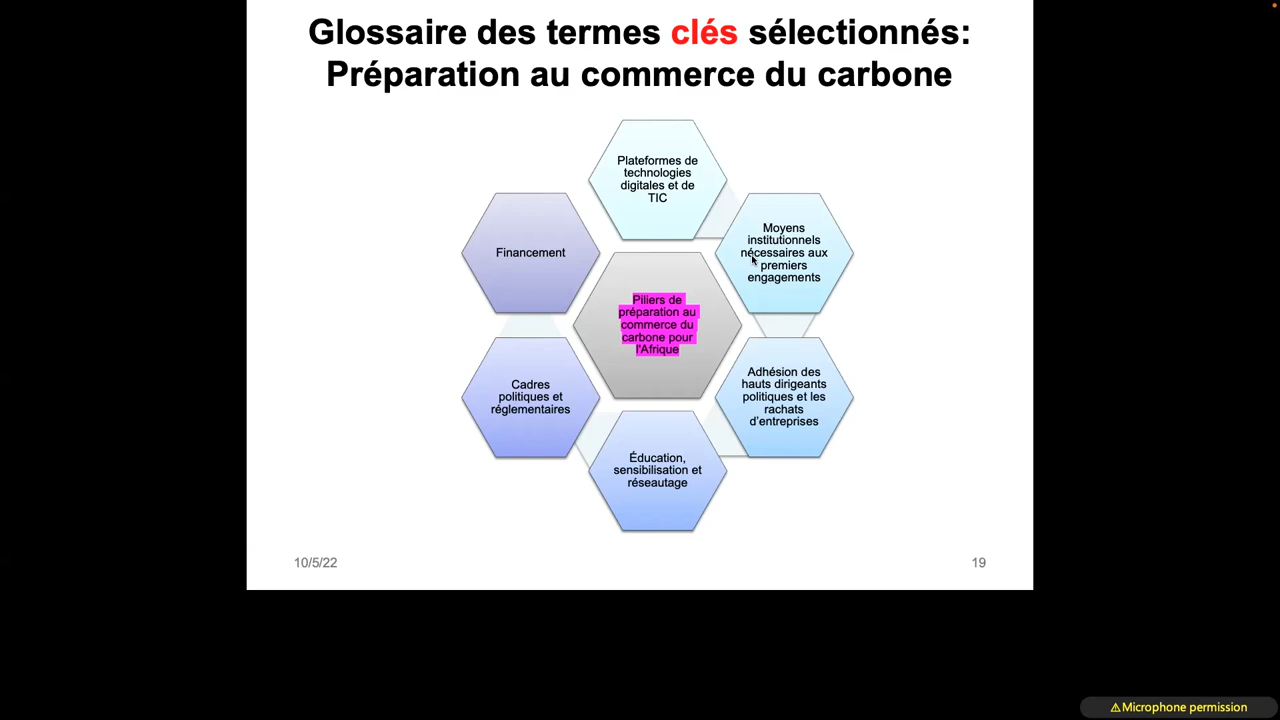 Glossaire des termes clés sélectionnés:
Préparation au commerce du carbone
Plateformes de
technologies
digitales et de
TIC
Moyens
institutionnels
nécessaires aux
premiers
engagements
Financement
Piliers de
préparation au
commerce du
carbone pour
l'Afrique
Adhésion des
hauts dirigeants
politiques et les
rachats
d'entreprises
Cadres
politiques et
réglementaires
Éducation,
sensibilisation et
réseautage
10/5/22
19
⚠Microphone permission